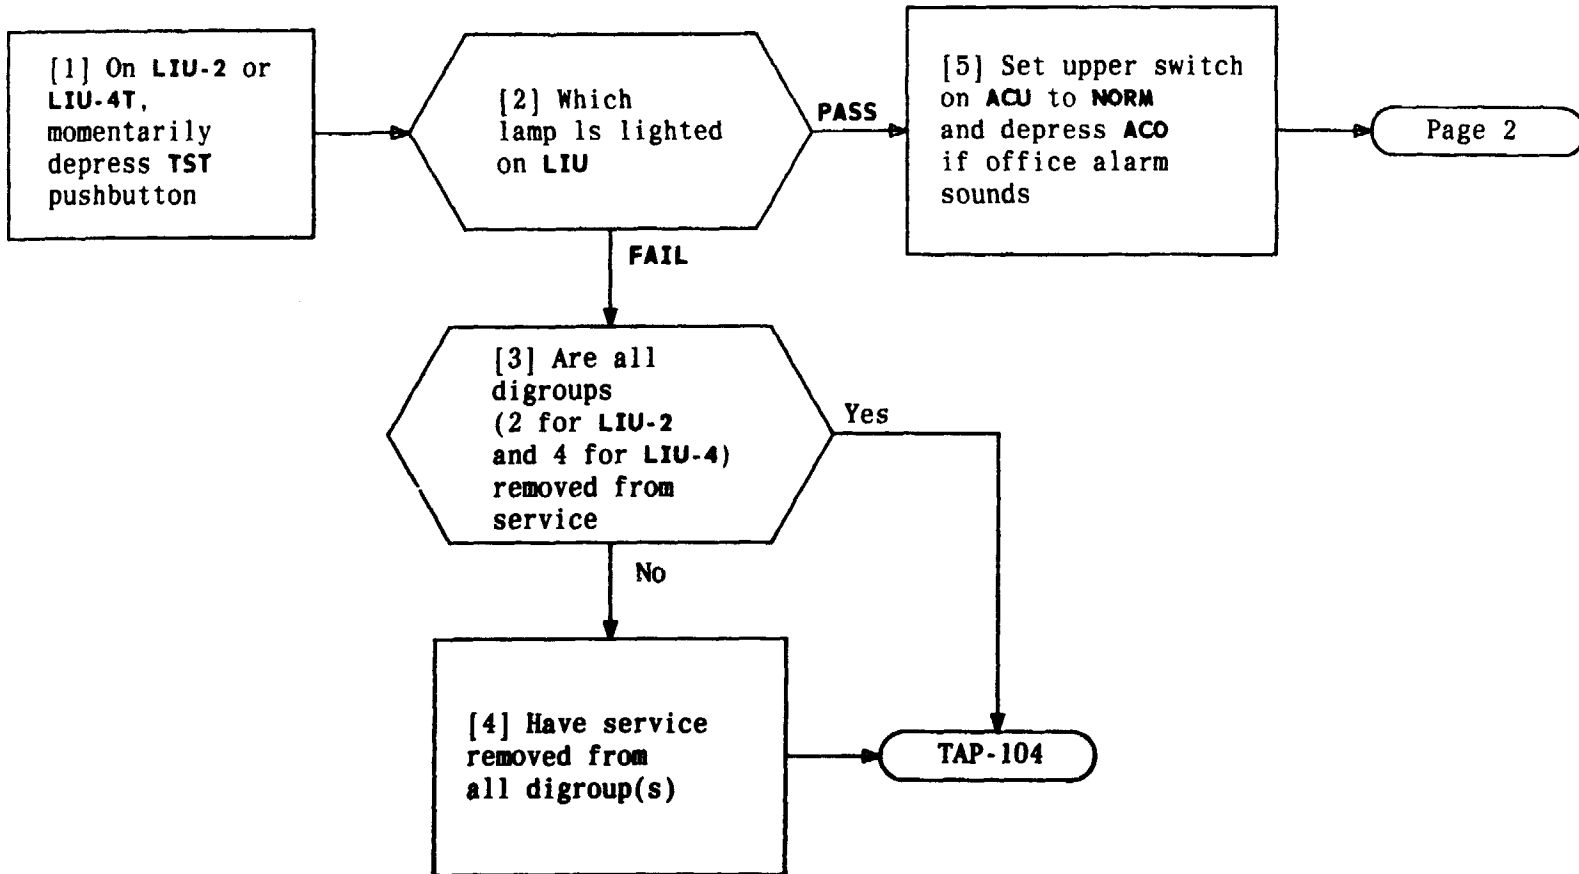 [1] On LIU-2 or
LIU-4T,
momentarily
depress TST
pushbutton
[2] Which
lamp ls lighted
on LIU
PASS
[5] Set upper switch
on ACU to NORM
and depress ACO
if office alarm
sounds
Page 2
FAIL
[3] Are all
digroups
(2 for LIU-2
and 4 for LIU-4)
removed from
service
Yes
No
[4] Have service
removed from
all digroup(s)
TAP-104